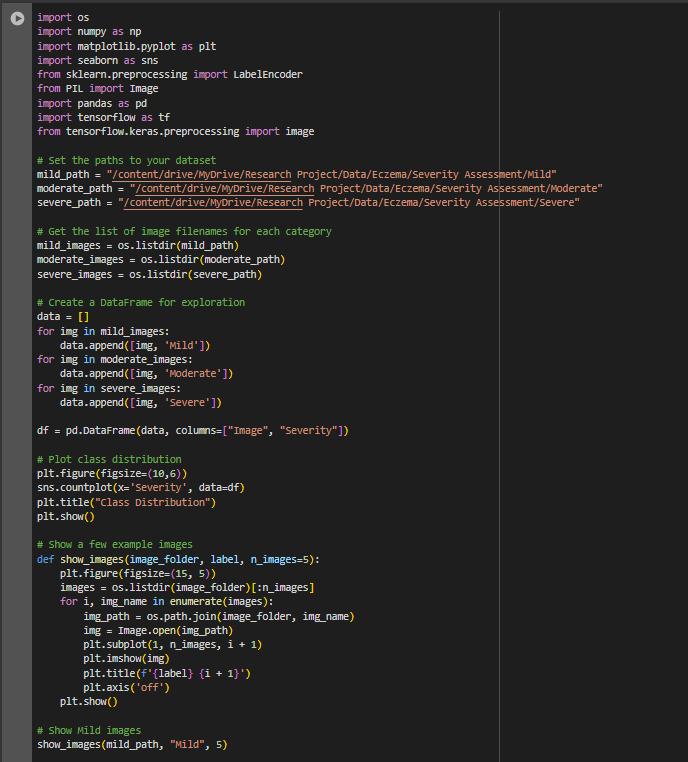 import os
import numpy as np
import matplotlib.pyplot as plt
import seaborn as sns
from sklearn.preprocessing import LabelEncoder
from PIL import Image
import pandas as pd
import tensorflow as tf
from tensorflow.keras.preprocessing import image

# Set the paths to your dataset
mild_path = "/content/drive/MyDrive/Research Project/Data/Eczema/Severity Assessment/Mild"
moderate_path = "/content/drive/MyDrive/Research Project/Data/Eczema/Severity Assessment/Moderate"
severe_path = "/content/drive/MyDrive/Research Project/Data/Eczema/Severity Assessment/Severe"

# Get the list of image filenames for each category
mild_images = os.listdir(mild_path)
moderate_images = os.listdir(moderate_path)
severe_images = os.listdir(severe_path)

# Create a DataFrame for exploration
data = []
for img in mild_images:
    data.append([img, 'Mild'])
for img in moderate_images:
    data.append([img, 'Moderate'])
for img in severe_images:
    data.append([img, 'Severe'])

df = pd.DataFrame(data, columns=["Image", "Severity"])

# Plot class distribution
plt.figure(figsize=(10,6))
sns.countplot(x='Severity', data=df)
plt.title("Class Distribution")
plt.show()

# Show a few example images
def show_images(image_folder, label, n_images=5):
    plt.figure(figsize=(15, 5))
    images = os.listdir(image_folder)[:n_images]
    for i, img_name in enumerate(images):
        img_path = os.path.join(image_folder, img_name)
        img = Image.open(img_path)
        plt.subplot(1, n_images, i + 1)
        plt.imshow(img)
        plt.title(f'{label} {i + 1}')
        plt.axis('off')
    plt.show()

# Show Mild images
show_images(mild_path, "Mild", 5)